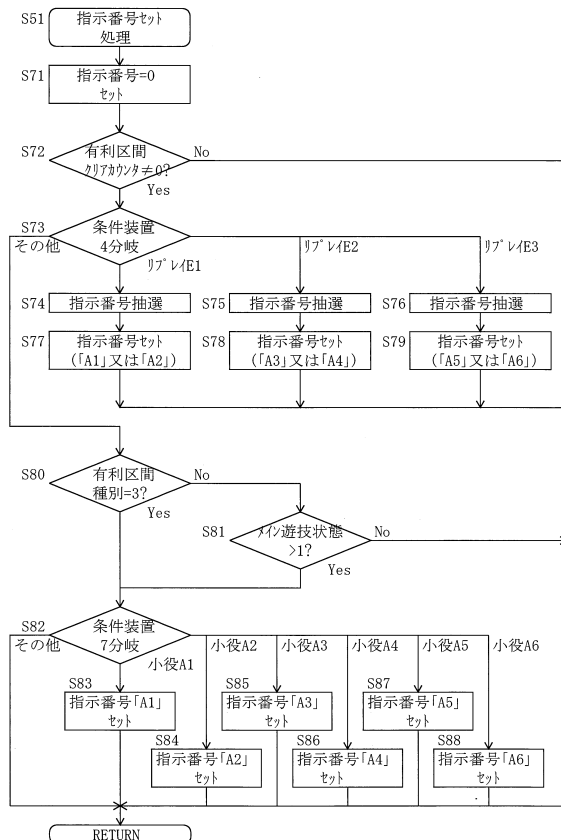 S51
指示番号セット
処理
S71
指示番号=0
セット
S72
有利区間
クリアカウンタ≠0?
No
Yes
S73
条件装置
4分岐
その他
リプレイE1
リプレイE2
リプレイE3
S74
指示番号抽選
S75
指示番号抽選
S76
指示番号抽選
S77
指示番号セット
(「A1」又は「A2」)
S78
指示番号セット
(「A3」又は「A4」)
S79
指示番号セット
(「A5」又は「A6」)
S80
有利区間
種別=3?
No
Yes
S81
メイン遊技状態
>1?
No
Yes
S82
条件装置
7分岐
その他
小役A1
小役A2
小役A3
小役A4
小役A5
小役A6
S83
指示番号「A1」
セット
S85
指示番号「A3」
セット
S87
指示番号「A5」
セット
S84
指示番号「A2」
セット
S86
指示番号「A4」
セット
S88
指示番号「A6」
セット
RETURN